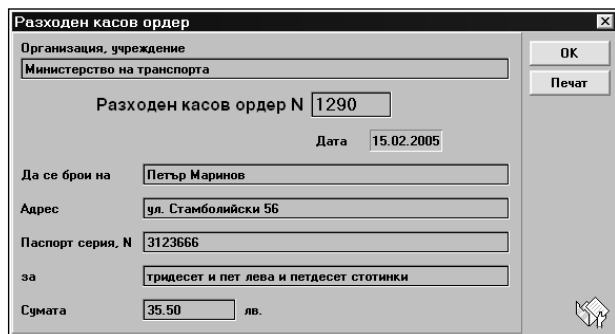 Разходен касов ордер
Организация, учреждение
Министерство на транспорта
Разходен касов ордер N 1290
Дата 15.02.2005
Да се брои на Петър Маринов
Адрес ул. Стамболийски 56
Паспорт серия, N 3123666
за тридесет и пет лева и петдесет стотинки
Сумата 35.50 лв.
OK
Печат